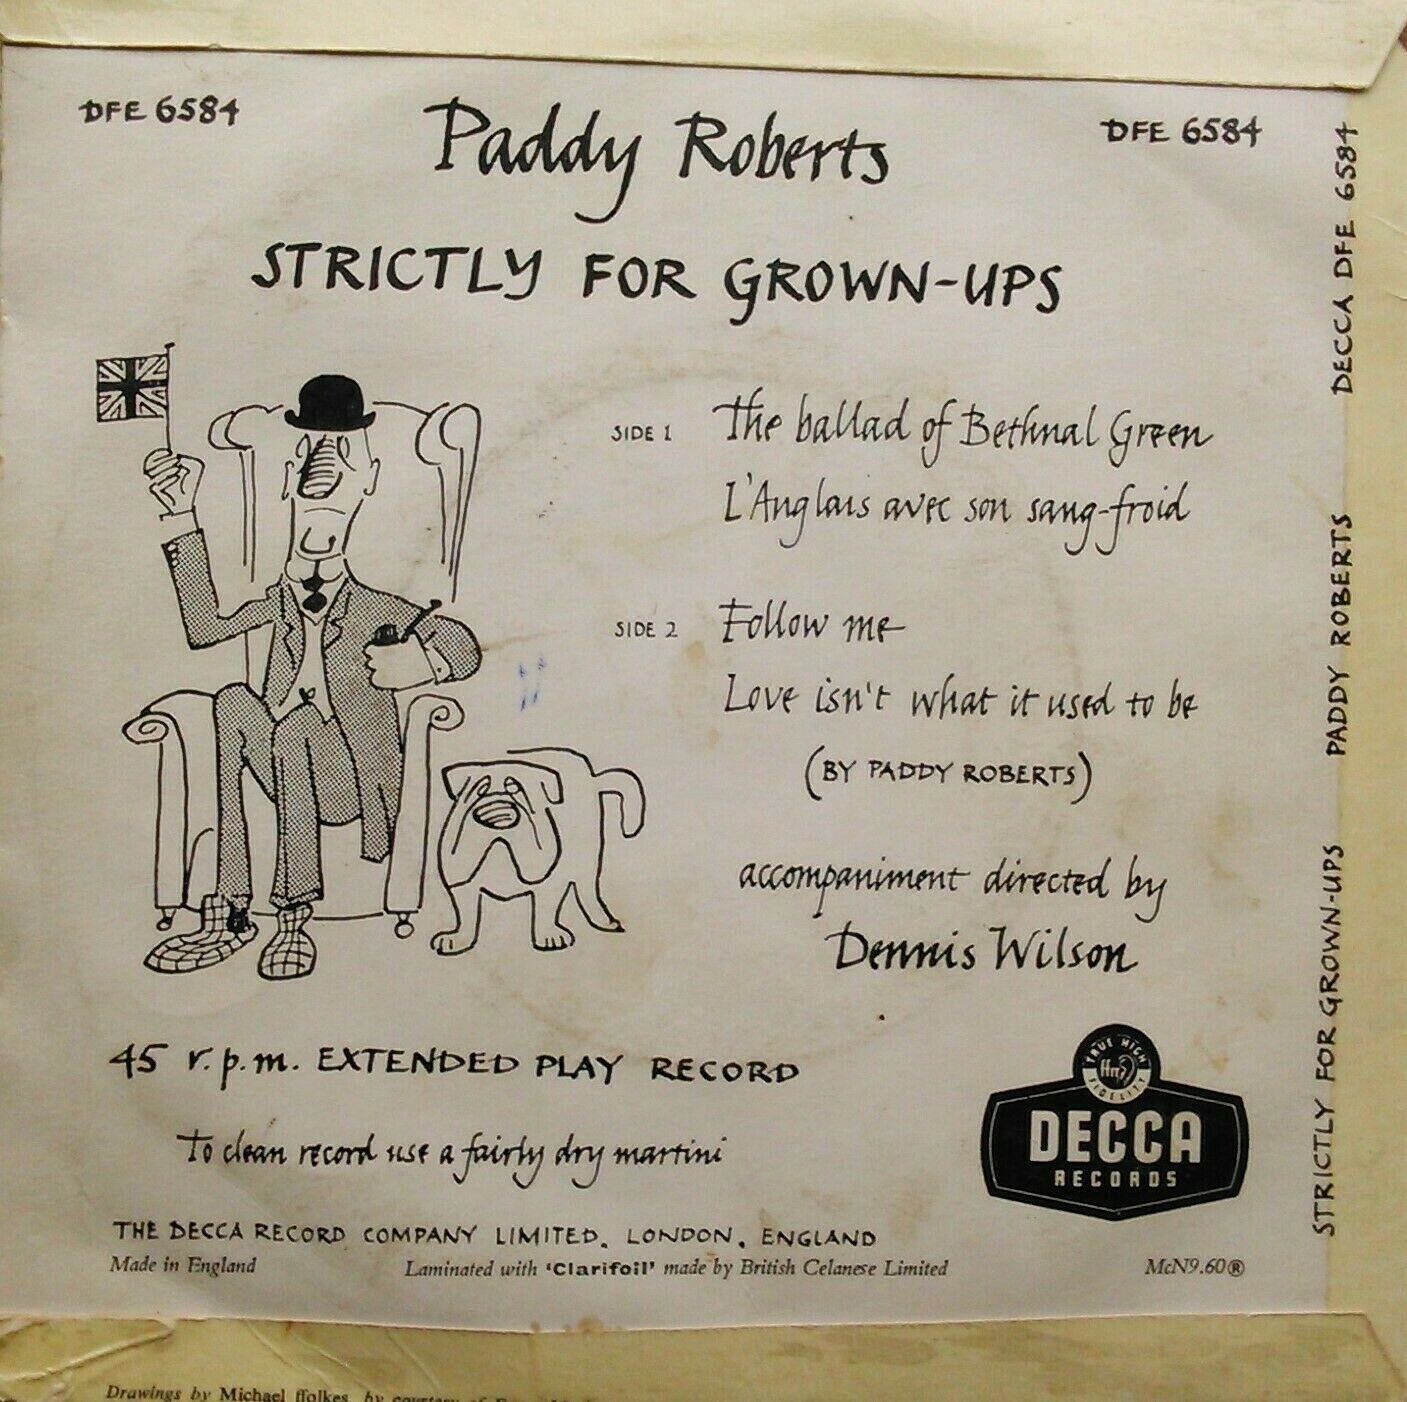 DFE 6584
Paddy Roberts
DFE 6584
STRICTLY FOR GROWN-UPS
SIDE 1 The ballad of Bethnal Green
L'Anglais avec son sang-froid
SIDE 2 Follow me
Love isn't what it used to be
(BY PADDY ROBERTS)
accompaniment directed by
Dennis Wilson
45 r.p.m. EXTENDED PLAY RECORD
To clean record use a fairly dry martini
TRUE HIGH
ffrr
FIDELITY
DECCA
RECORDS
THE DECCA RECORD COMPANY LIMITED. LONDON. ENGLAND
Made in England Laminated with 'Clarifoil' made by British Celanese Limited McN9.60®
STRICTLY FOR GROWN-UPS PADDY ROBERTS DECCA DFE 6584
Drawings by Michael ffolkes, by courtesy of